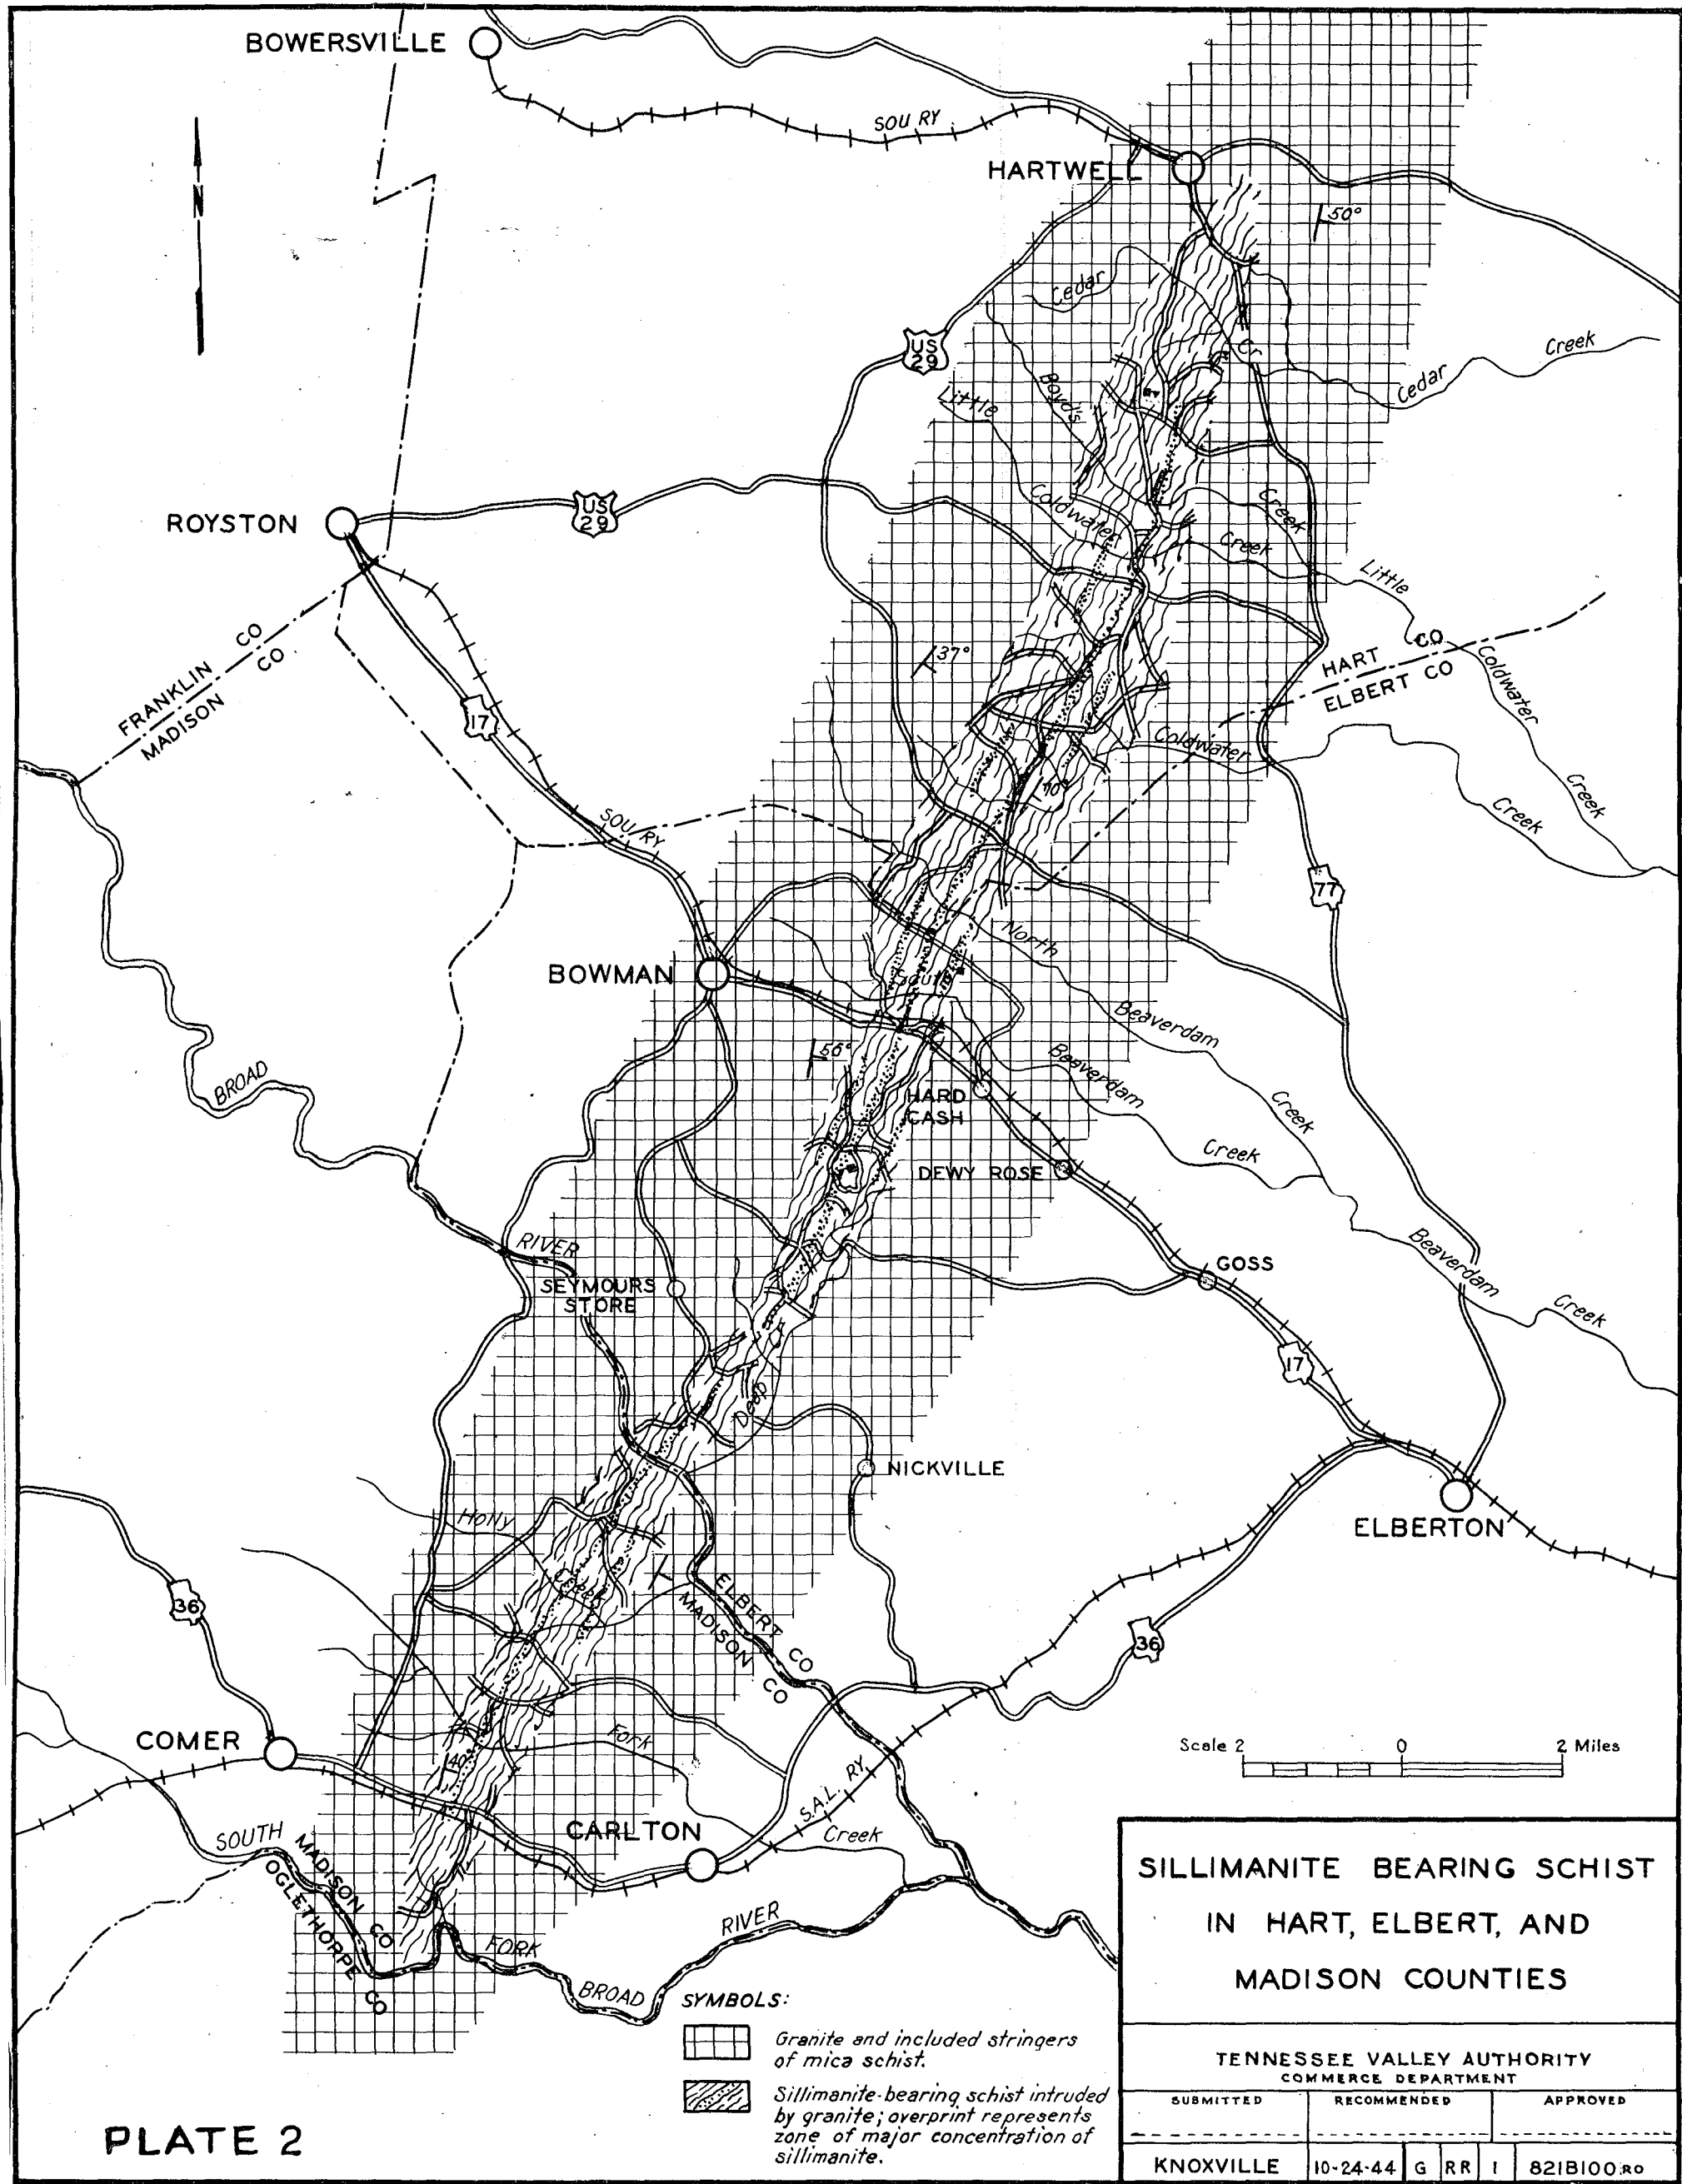 BOWERSVILLE
SOU RY
HARTWELL
N
50°
Cedar
Cr
Creek
Cedar
US
29
Boyd's
Little
ROYSTON
US
29
Coldwater
Creek
Creek
Little
CO
HART
ELBERT CO
Coldwater
Creek
FRANKLIN CO
MADISON CO
37°
17
Coldwater
Creek
70°
SOU RY
77
North
BOWMAN
South
Beaverdam
56°
Beaverdam
BROAD
HARD
CASH
Creek
Creek
DEWY ROSE
RIVER
GOSS
Beaverdam
SEYMOURS
STORE
Creek
17
Deep
NICKVILLE
ELBERTON
Holly
Creek
36
ELBERT CO
MADISON CO
36
COMER
Fork
40°
Scale 2 0 2 Miles
S.A.L. RY.
CARLTON
Creek
SOUTH
MADISON CO
OGLETHORPE CO
RIVER
FORK
BROAD
SYMBOLS:
Granite and included stringers
of mica schist.
Sillimanite-bearing schist intruded
by granite; overprint represents
zone of major concentration of
sillimanite.
PLATE 2
SILLIMANITE BEARING SCHIST
IN HART, ELBERT, AND
MADISON COUNTIES
TENNESSEE VALLEY AUTHORITY
COMMERCE DEPARTMENT
SUBMITTED RECOMMENDED APPROVED
KNOXVILLE 10-24-44 G RR 1 821B100 RO